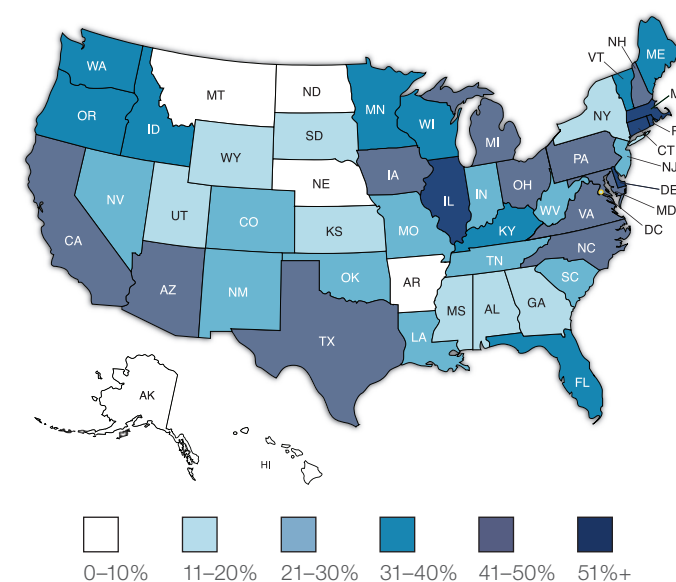 NH
ME
VT
WA
MT
ND
MN
OR
ID
WI
SD
NY
MI
WY
CT
PA
NJ
IA
NE
OH
DE
IL
IN
NV
MD
UT
WV
CO
VA
DC
CA
KS
MO
KY
NC
TN
OK
SC
AZ
NM
AR
GA
MS
AL
LA
TX
FL
AK
HI
0–10% 11–20% 21–30% 31–40% 41–50% 51%+